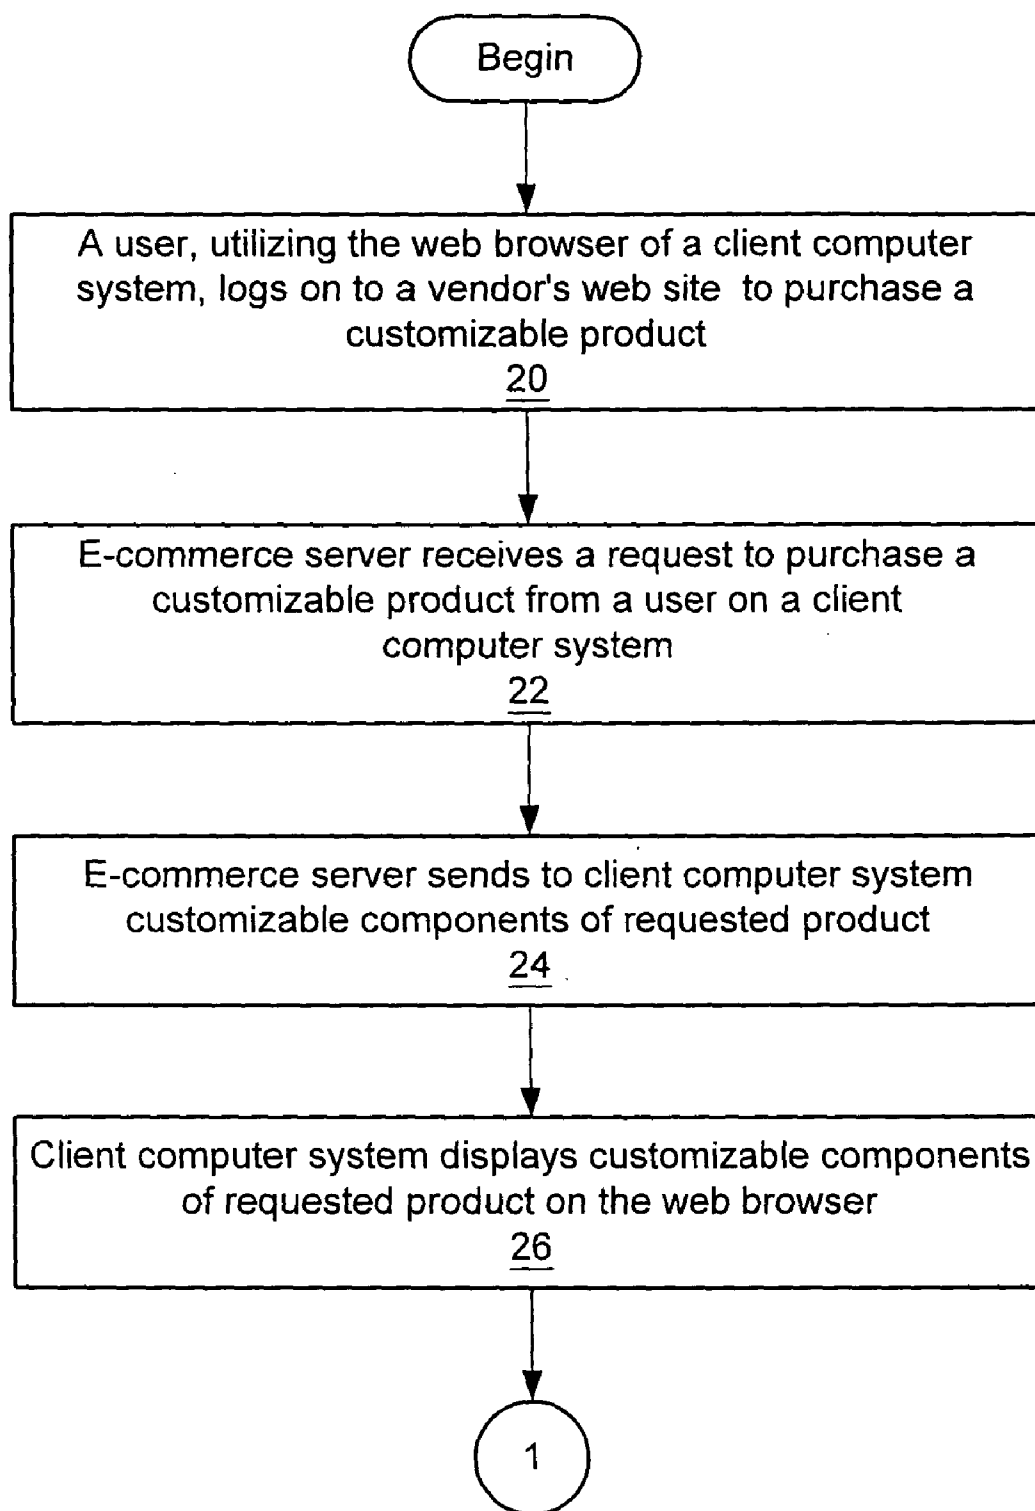 Begin
A user, utilizing the web browser of a client computer
system, logs on to a vendor's web site to purchase a
customizable product
20
E-commerce server receives a request to purchase a
customizable product from a user on a client
computer system
22
E-commerce server sends to client computer system
customizable components of requested product
24
Client computer system displays customizable components
of requested product on the web browser
26
1